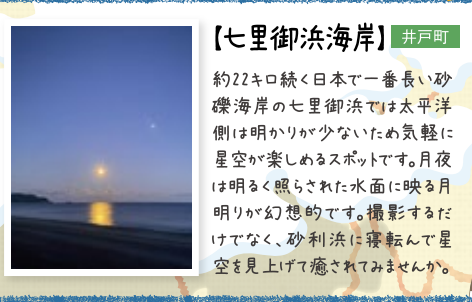 【七里御浜海岸】 井戸町
約22キロ続く日本で一番長い砂
礫海岸の七里御浜では太平洋
側は明かりが少ないため気軽に
星空が楽しめるスポットです。月夜
は明るく照らされた水面に映る月
明りが幻想的です。撮影するだ
けでなく、砂利浜に寝転んで星
空を見上げて癒されてみませんか。